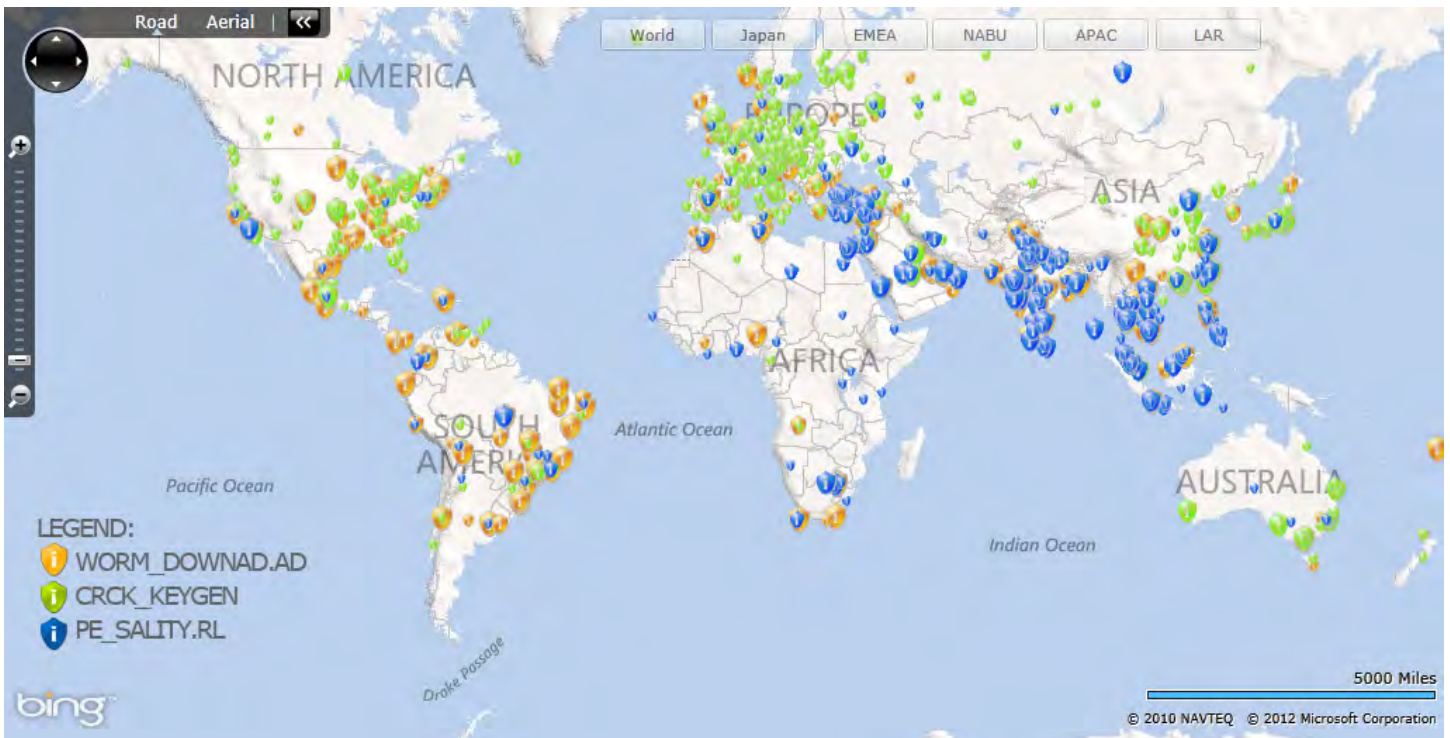 Road Aerial | «
World Japan EMEA NABU APAC LAR
NORTH AMERICA
EUROPE
ASIA
AFRICA
SOUTH
AMERICA
Atlantic Ocean
Pacific Ocean
AUSTRALIA
Indian Ocean
LEGEND:
WORM_DOWNAD.AD
CRCK_KEYGEN
PE_SALITY.RL
Drake Passage
5000 Miles
bing™
© 2010 NAVTEQ © 2012 Microsoft Corporation